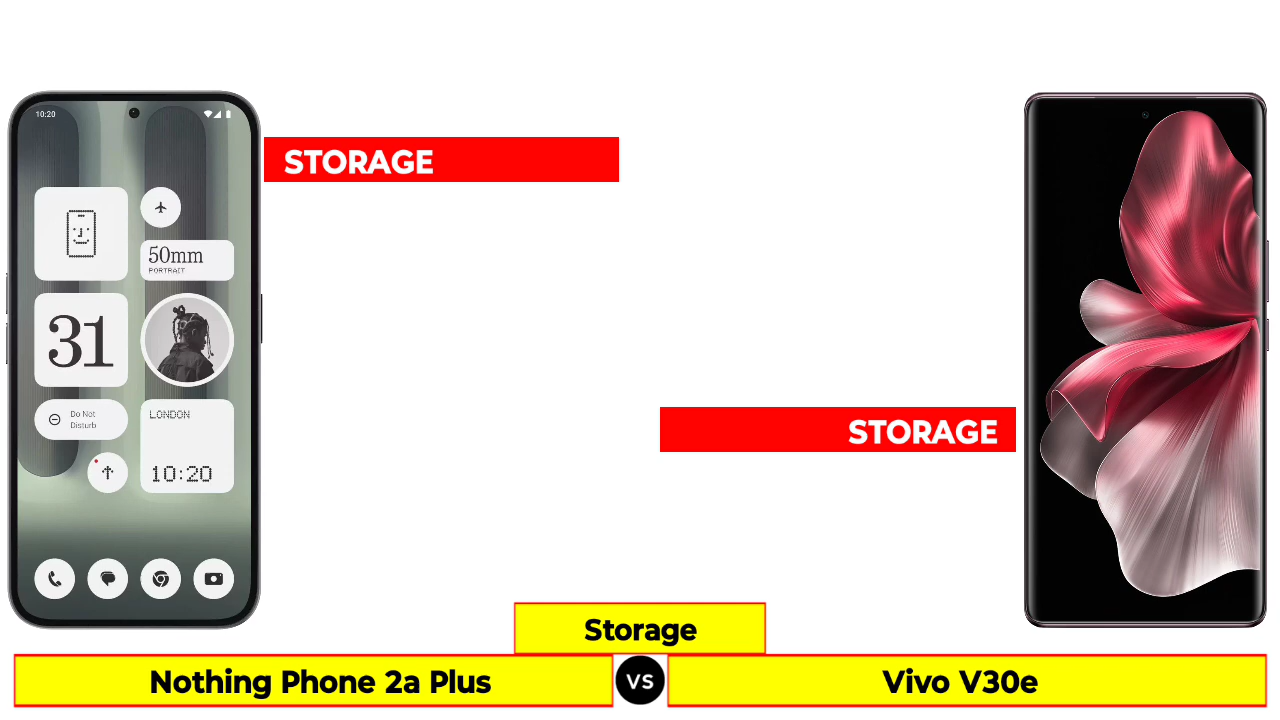 10:20
STORAGE
50mm
PORTRAIT
31
Do Not
Disturb
LONDON
10:20
STORAGE
Storage
Nothing Phone 2a Plus
VS
Vivo V30e